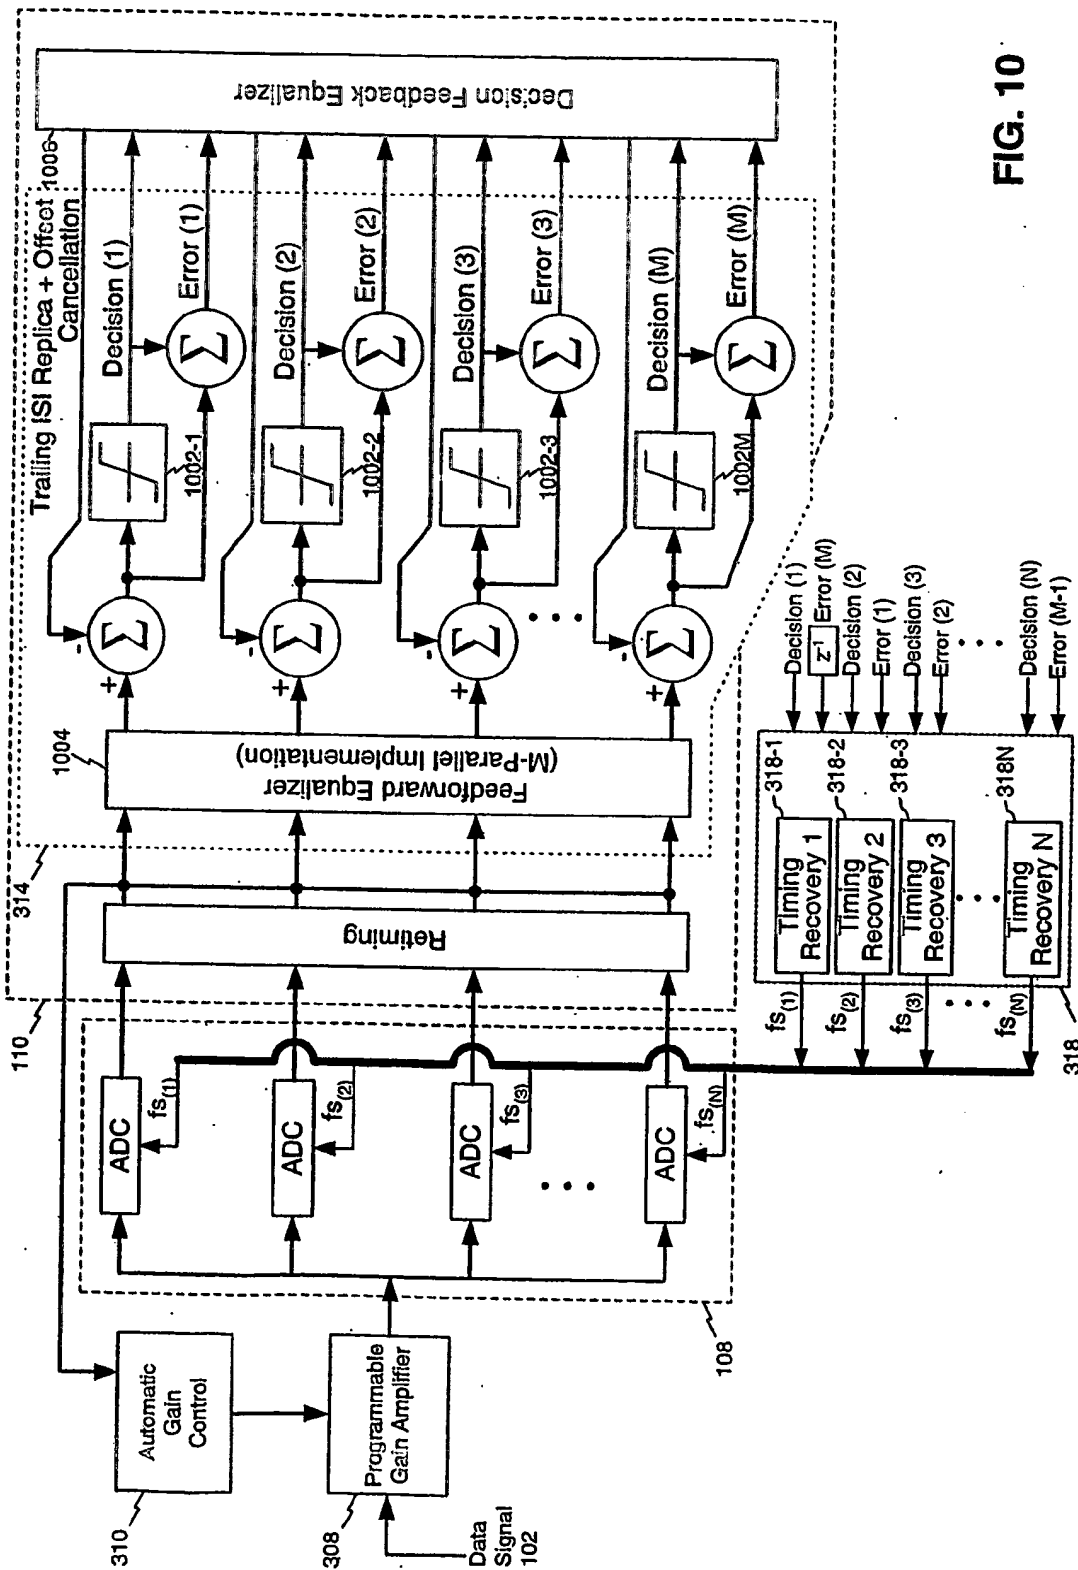 310
Automatic
Gain
Control
308
Programmable
Gain Amplifier
Data
Signal
102
108
ADC
fs(1)
ADC
fs(2)
ADC
fs(3)
• • •
ADC
fs(N)
110
Retiming
314
1004
Feedforward Equalizer
(M-Parallel Implementation)
+
-
Σ
+
-
Σ
+
-
Σ
• • •
+
-
Σ
Trailing ISI Replica + Offset
Cancellation
1006
1002-1
Decision (1)
Σ
Error (1)
1002-2
Decision (2)
Σ
Error (2)
1002-3
Decision (3)
Σ
Error (3)
1002M
Decision (M)
Σ
Error (M)
Decision Feedback Equalizer
318
fs(1)
fs(2)
fs(3)
• • •
fs(N)
318-1
Timing
Recovery 1
318-2
Timing
Recovery 2
318-3
Timing
Recovery 3
• • •
318N
Timing
Recovery N
Decision (1)
z-1 Error (M)
Decision (2)
Error (1)
Decision (3)
Error (2)
• • •
Decision (N)
Error (M-1)
FIG. 10